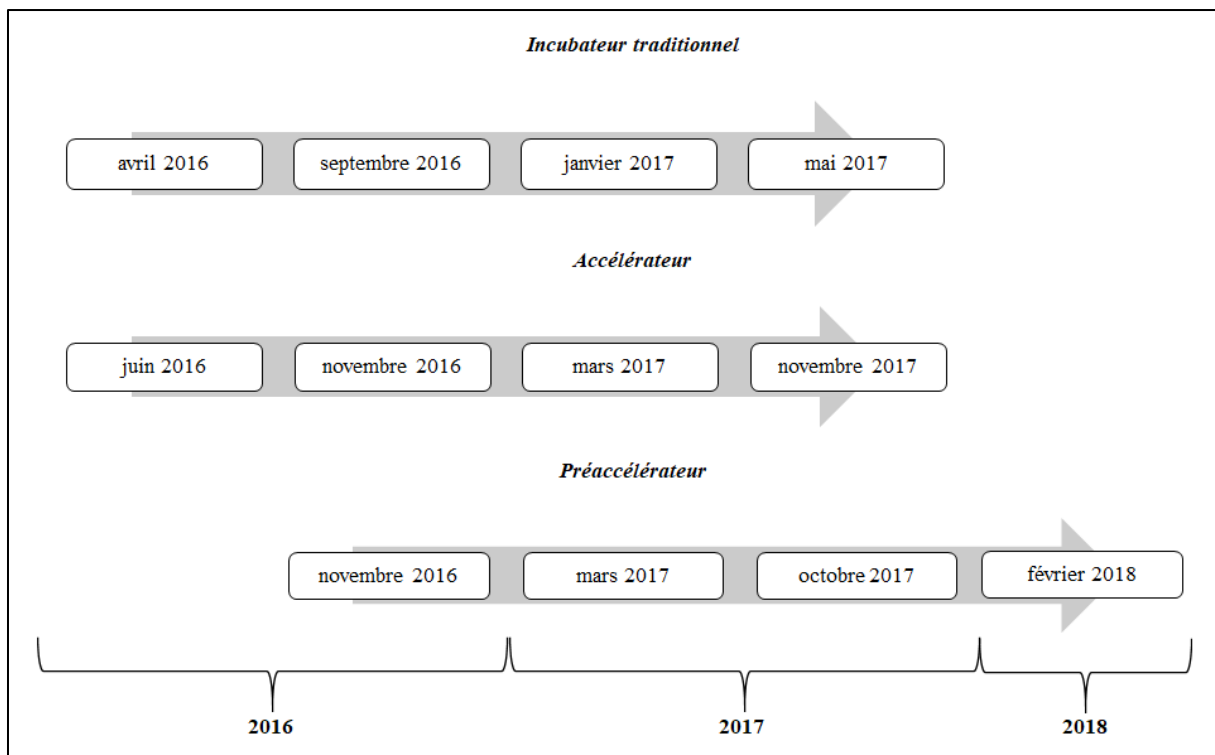 Incubateur traditionnel
avril 2016
septembre 2016
janvier 2017
mai 2017
Accélérateur
juin 2016
novembre 2016
mars 2017
novembre 2017
Préaccélérateur
novembre 2016
mars 2017
octobre 2017
février 2018
2016
2017
2018